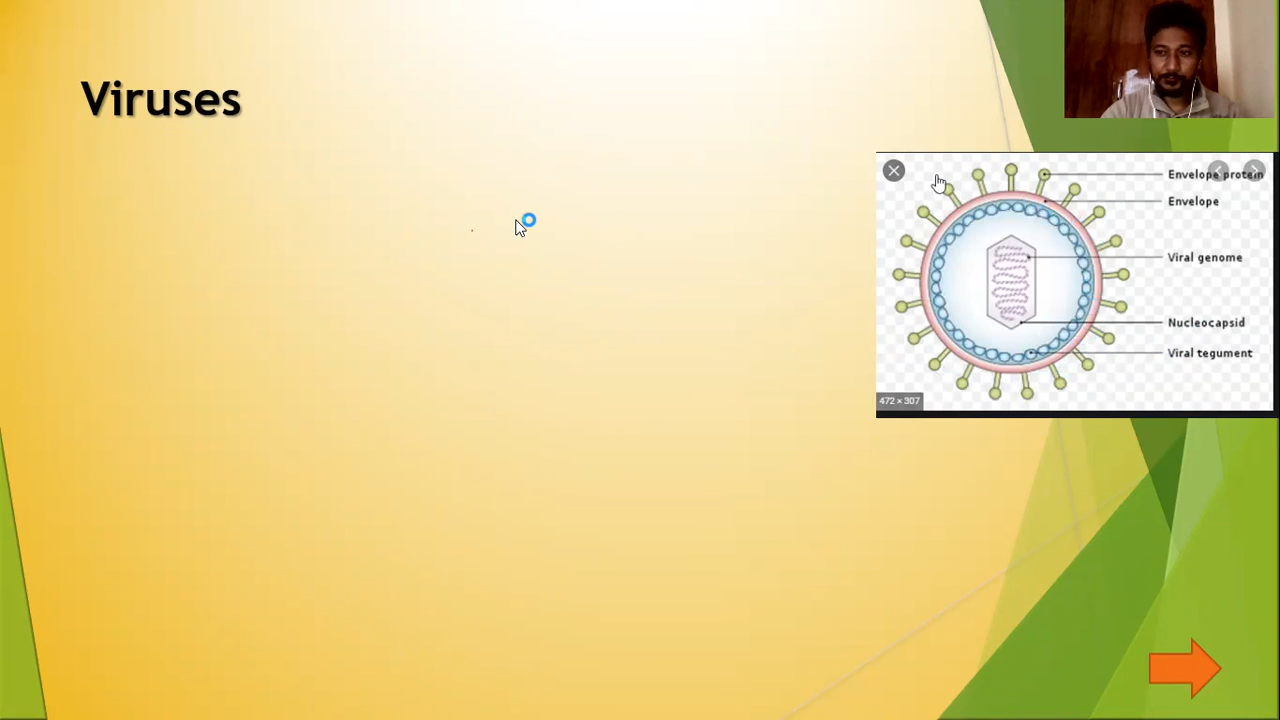 Viruses
Envelope protein
Envelope
Viral genome
Nucleocapsid
Viral tegument
472 × 307